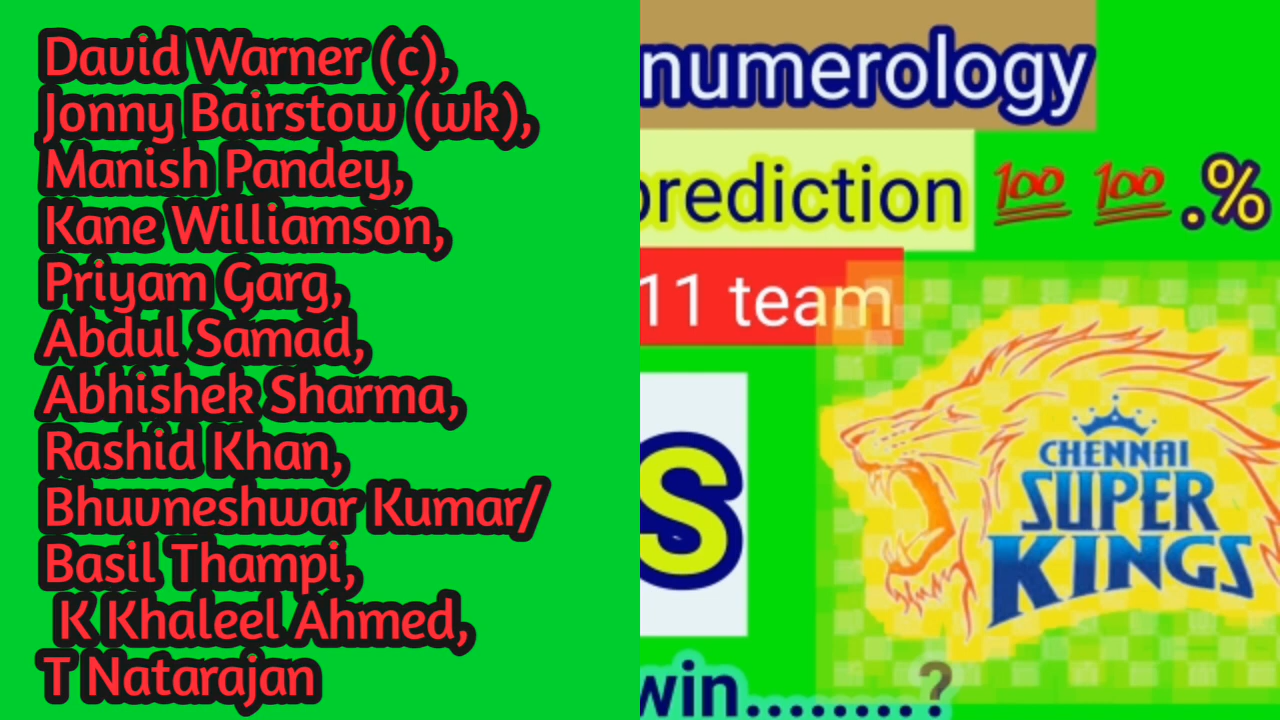 David Warner (c),
Jonny Bairstow (wk),
Manish Pandey,
Kane Williamson,
Priyam Garg,
Abdul Samad,
Abhishek Sharma,
Rashid Khan,
Bhuvneshwar Kumar/
Basil Thampi,
K Khaleel Ahmed,
T Natarajan
numerology
prediction 💯 💯.%
11 team
S
CHENNAI
SUPER
KINGS
win........?